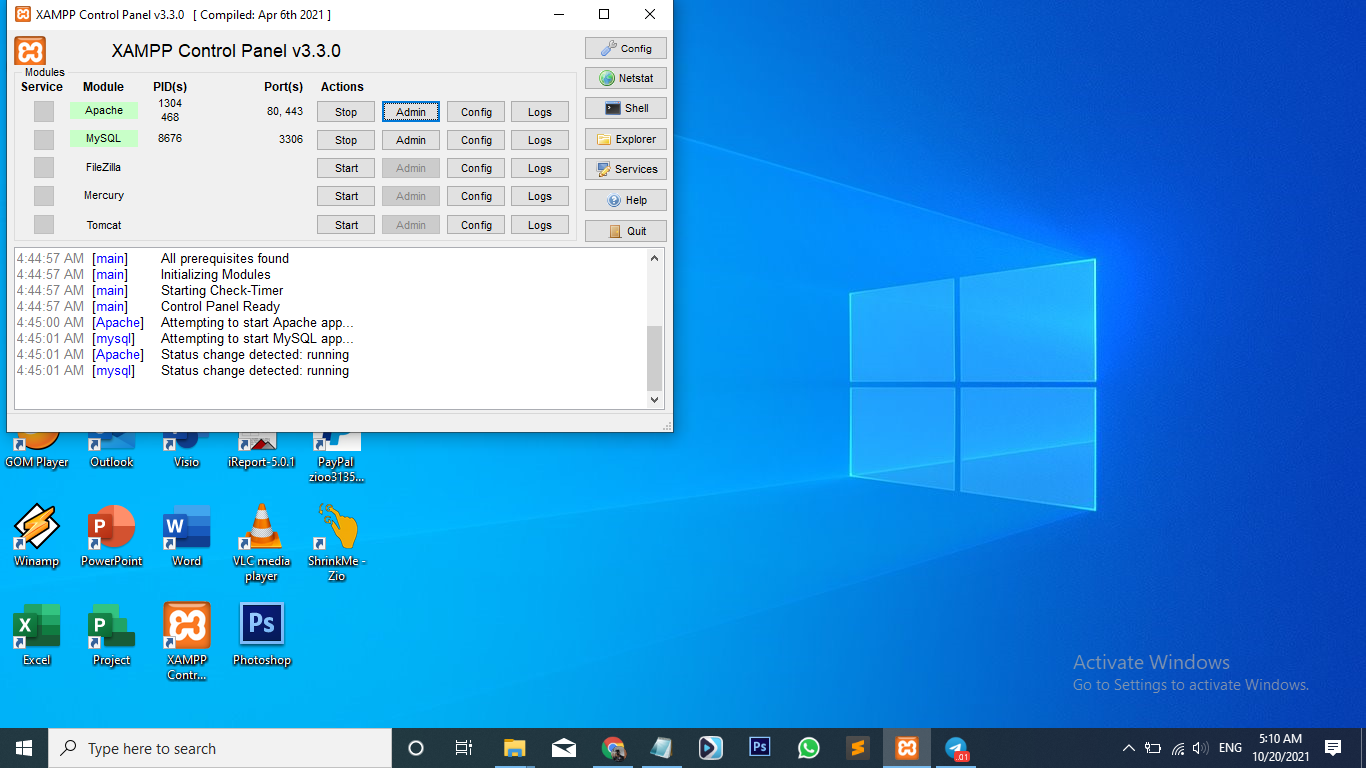 XAMPP Control Panel v3.3.0 [ Compiled: Apr 6th 2021 ]
XAMPP Control Panel v3.3.0
Config
Modules
Service Module PID(s) Port(s) Actions
Netstat
Apache 1304 468 80, 443 Stop Admin Config Logs
Shell
MySQL 8676 3306 Stop Admin Config Logs
Explorer
FileZilla Start Admin Config Logs
Services
Mercury Start Admin Config Logs
Help
Tomcat Start Admin Config Logs
Quit
4:44:57 AM [main] All prerequisites found
4:44:57 AM [main] Initializing Modules
4:44:57 AM [main] Starting Check-Timer
4:44:57 AM [main] Control Panel Ready
4:45:00 AM [Apache] Attempting to start Apache app...
4:45:01 AM [mysql] Attempting to start MySQL app...
4:45:01 AM [Apache] Status change detected: running
4:45:01 AM [mysql] Status change detected: running
GOM Player Outlook Visio iReport-5.0.1 PayPal
zioo3135...
Winamp PowerPoint Word VLC media player ShrinkMe - Zio
Excel Project XAMPP Contr... Photoshop
Activate Windows
Go to Settings to activate Windows.
Type here to search
.01
ENG
5:10 AM
10/20/2021